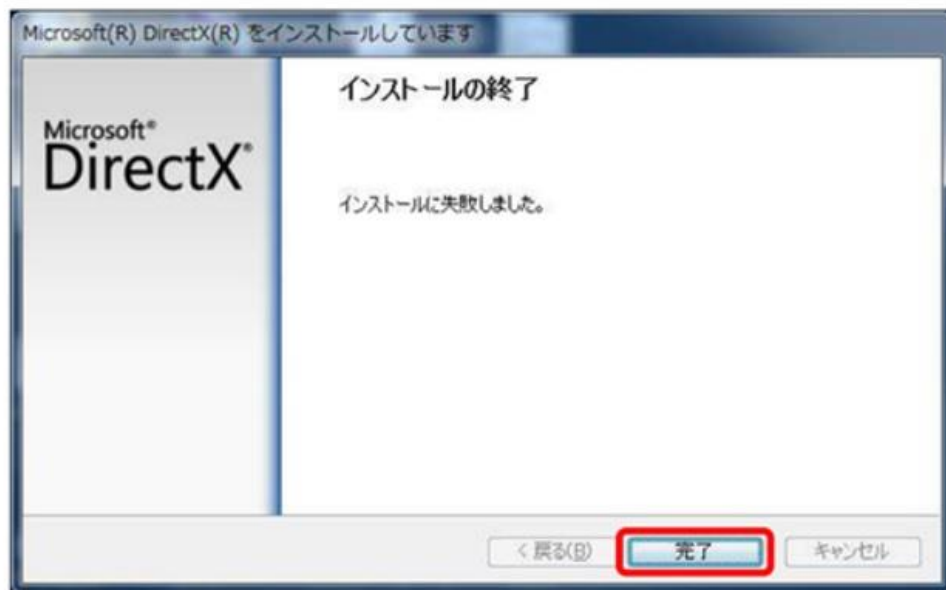 Microsoft(R) DirectX(R) をインストールしています
Microsoft®
DirectX®
インストールの終了
インストールに失敗しました。
< 戻る(B)
完了
キャンセル